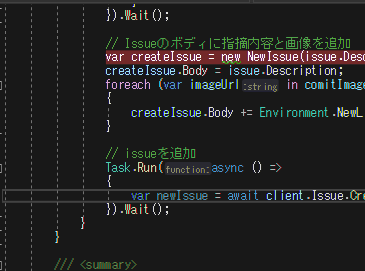 }
}).Wait();
// Issueのボディに指摘内容と画像を追加
var createIssue = new NewIssue(issue.Desc
createIssue.Body = issue.Description;
foreach (var imageUrl :string in comitImage
{
createIssue.Body += Environment.NewL
}
// issueを追加
Task.Run(function: async () =>
{
var newIssue = await client.Issue.Cre
}).Wait();
}
}
/// <summary>